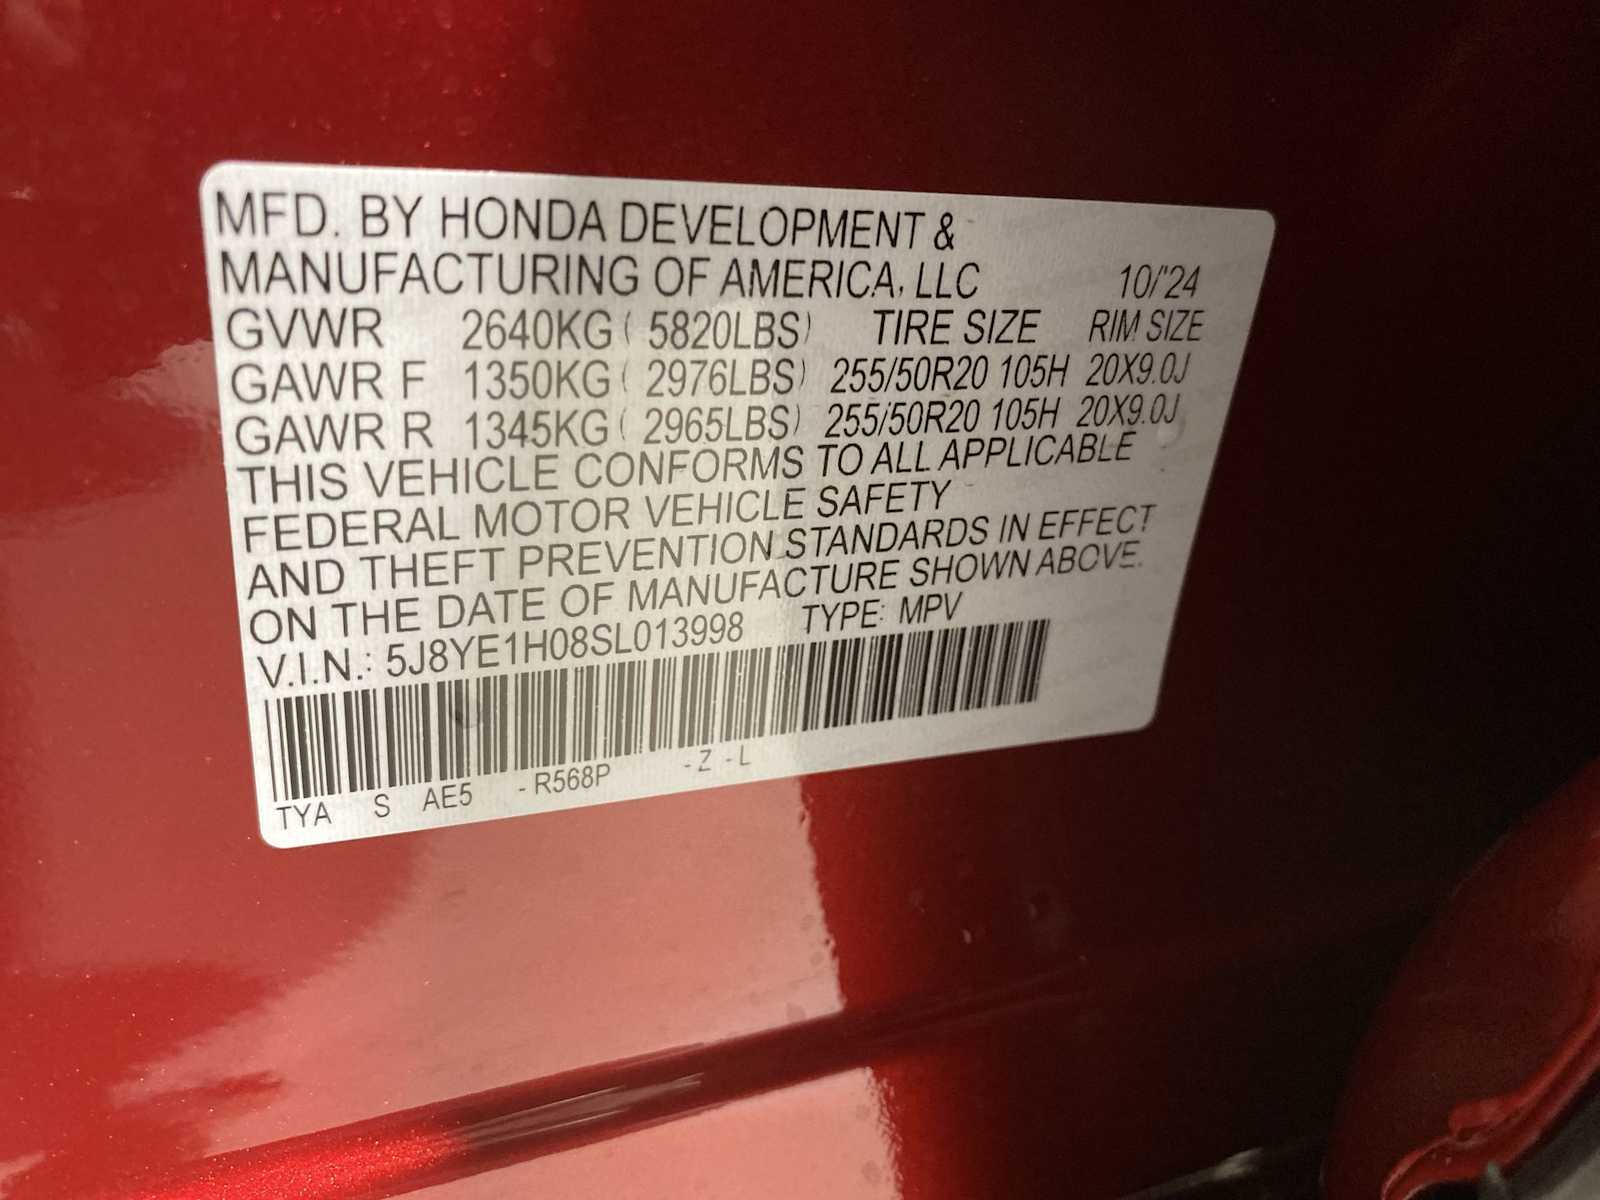 MFD. BY HONDA DEVELOPMENT &
MANUFACTURING OF AMERICA, LLC 10/'24
GVWR 2640KG ( 5820LBS) TIRE SIZE RIM SIZE
GAWR F 1350KG ( 2976LBS) 255/50R20 105H 20X9.0J
GAWR R 1345KG ( 2965LBS) 255/50R20 105H 20X9.0J
THIS VEHICLE CONFORMS TO ALL APPLICABLE
FEDERAL MOTOR VEHICLE SAFETY
AND THEFT PREVENTION STANDARDS IN EFFECT
ON THE DATE OF MANUFACTURE SHOWN ABOVE.
V.I.N.: 5J8YE1H08SL013998 TYPE: MPV
TYA S AE5 -R568P -Z -L